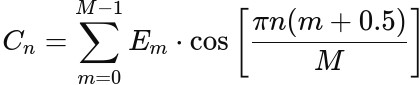 $C_n = \sum_{m=0}^{M-1} E_m \cdot \cos\left[\frac{\pi n(m+0.5)}{M}\right]$